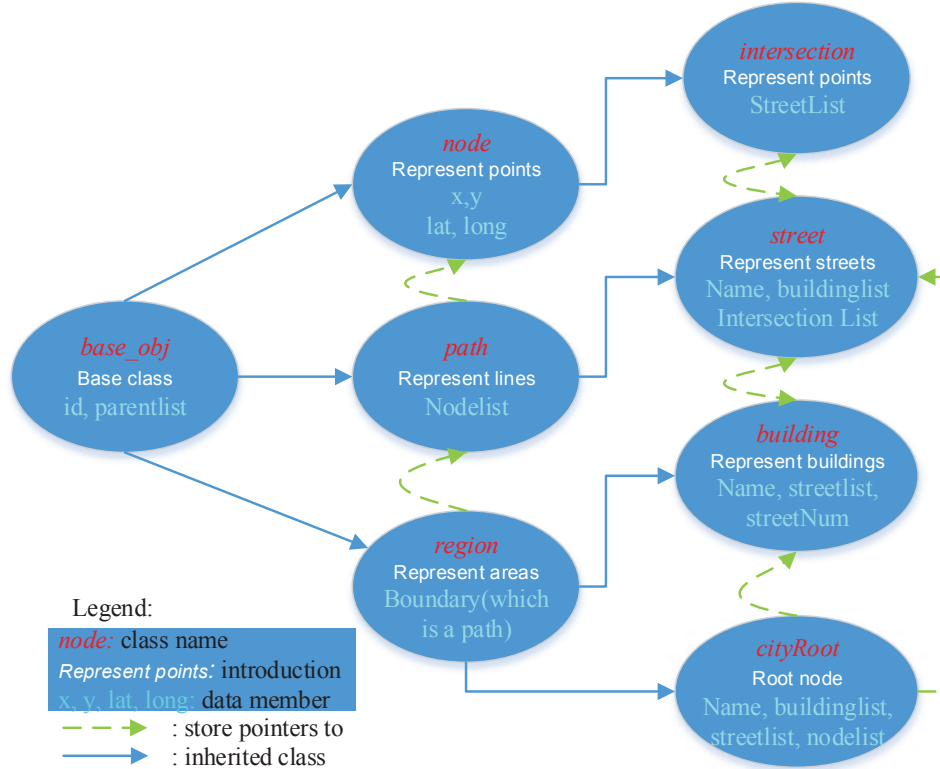 intersection
Represent points
StreetList
node
Represent points
x,y
lat, long
street
Represent streets
Name, buildinglist
Intersection List
base_obj
Base class
id, parentlist
path
Represent lines
Nodelist
building
Represent buildings
Name, streetlist,
streetNum
region
Represent areas
Boundary(which
is a path)
cityRoot
Root node
Name, buildinglist,
streetlist, nodelist
Legend:
node: class name
Represent points: introduction
x, y, lat, long: data member
: store pointers to
: inherited class